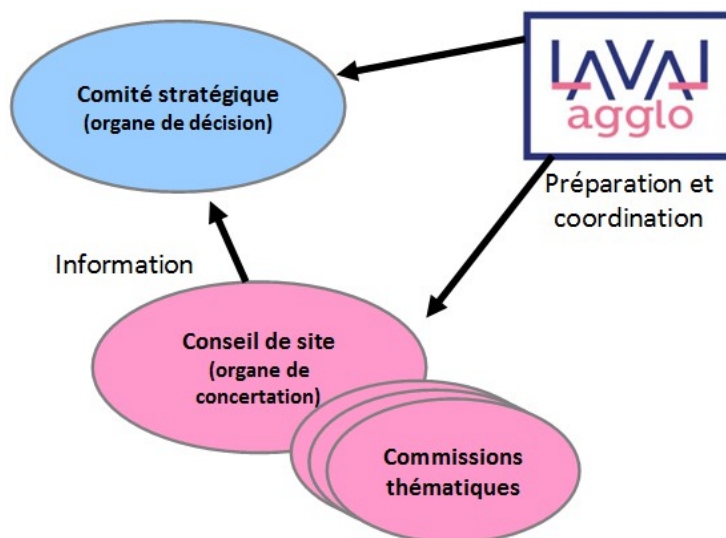 Comité stratégique
(organe de décision)
LAVAL
agglo
Préparation et
coordination
Information
Conseil de site
(organe de
concertation)
Commissions
thématiques